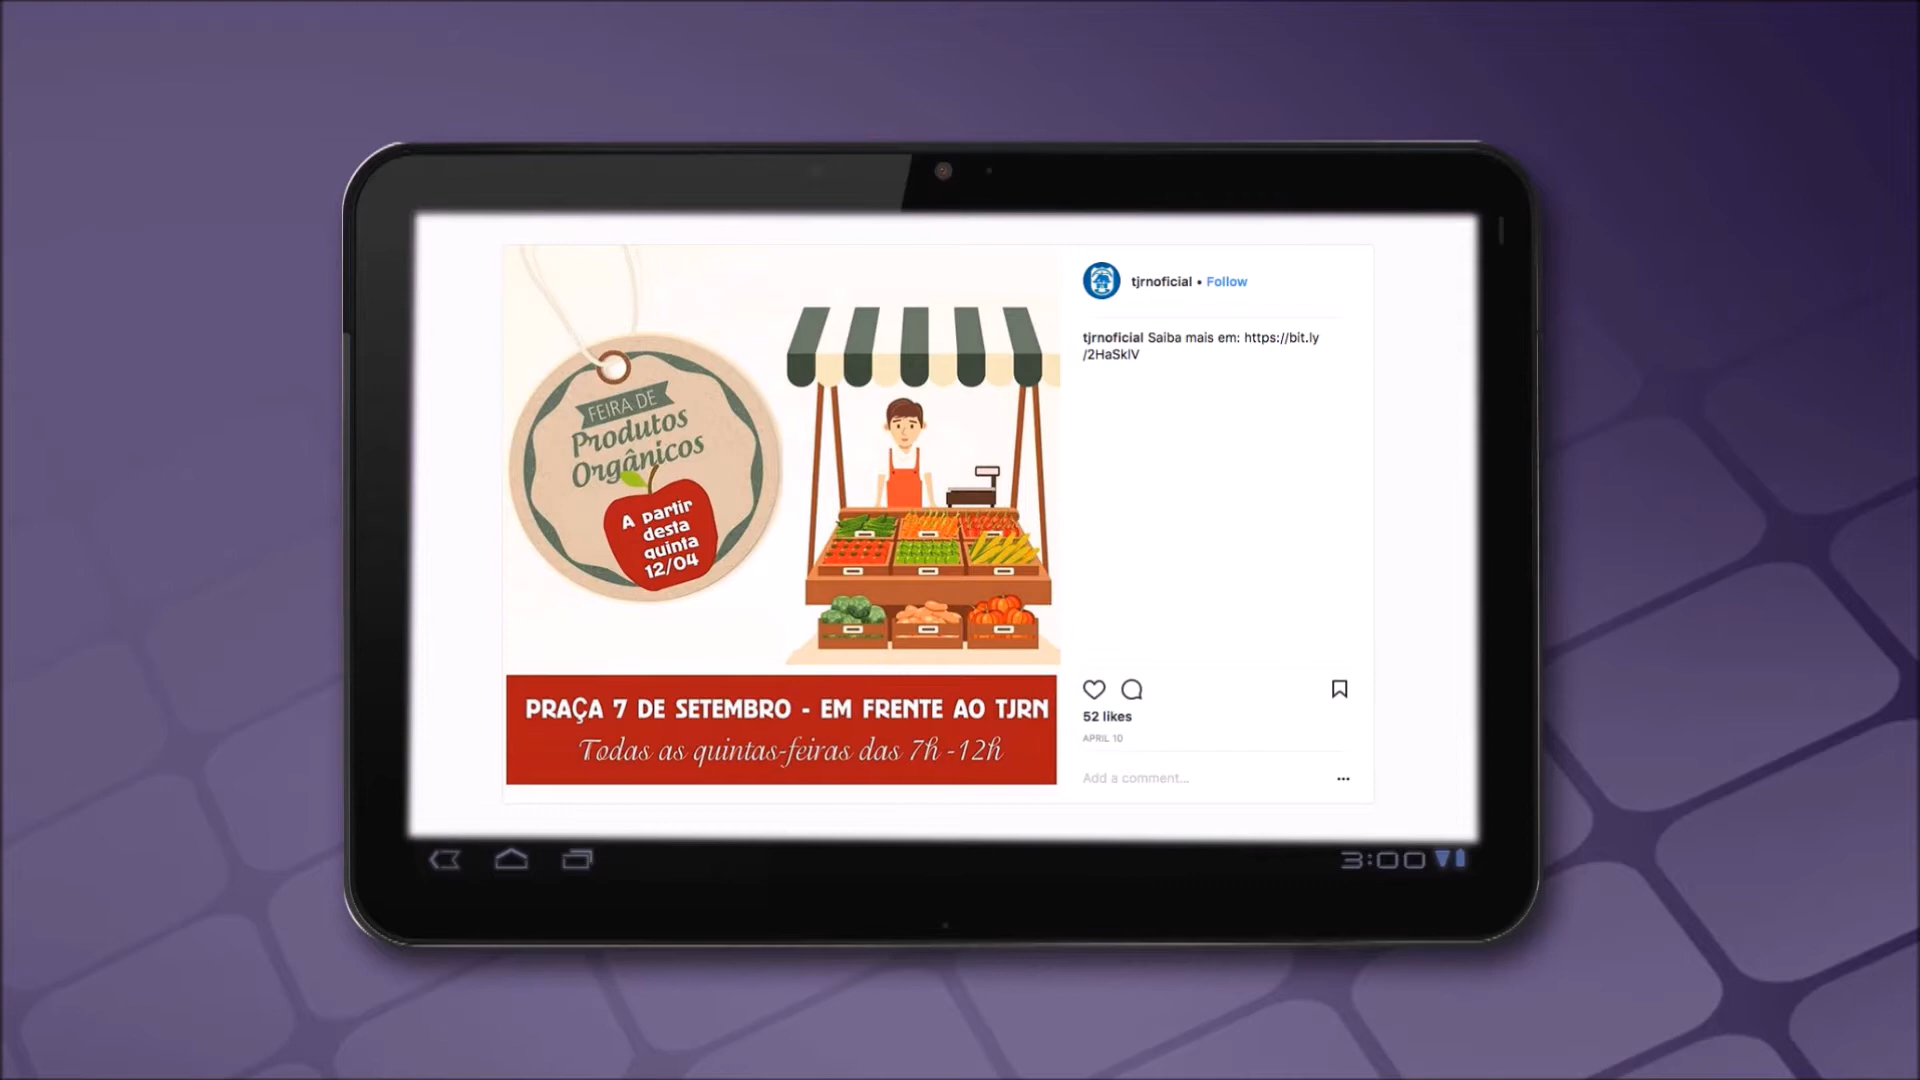 FEIRA DE
Produtos
Orgânicos
A partir
desta
quinta
12/04
PRAÇA 7 DE SETEMBRO - EM FRENTE AO TJRN
Todas as quintas-feiras das 7h -12h
tjrnoficial • Follow
tjrnoficial Saiba mais em: https://bit.ly
/2HaSklV
52 likes
APRIL 10
Add a comment...
3:00